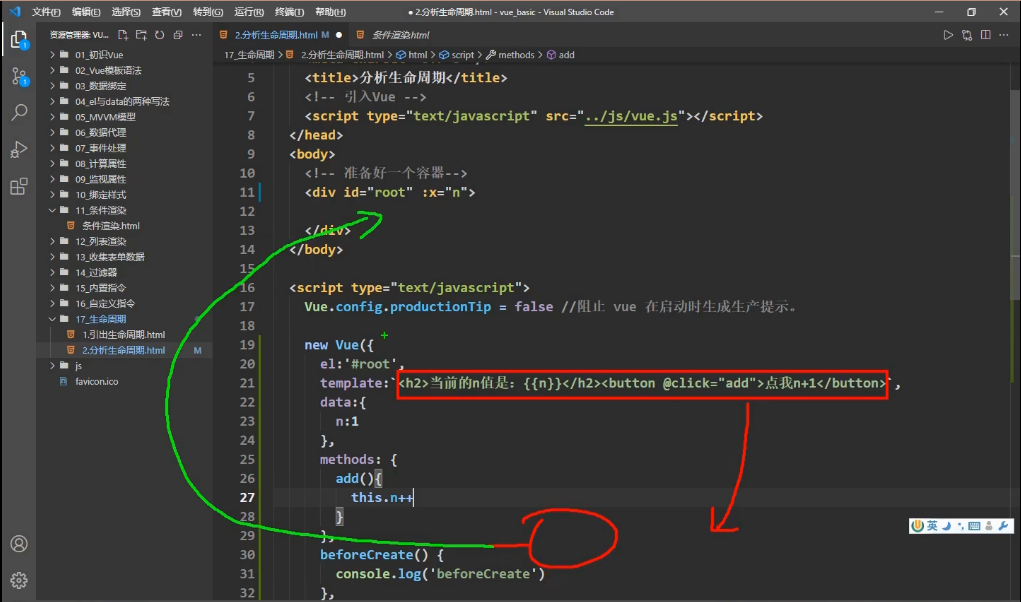 文件(F) 编辑(E) 选择(S) 查看(V) 转到(G) 运行(R) 终端(T) 帮助(H) ● 2.分析生命周期.html - vue_basic - Visual Studio Code
资源管理器: VU...
2.分析生命周期.html M ● 条件渲染.html
17_生命周期 > 2.分析生命周期.html > html > script > methods > add
1
1
01_初识Vue
02_Vue模板语法
03_数据绑定
04_el与data的两种写法
05_MVVM模型
06_数据代理
07_事件处理
08_计算属性
09_监视属性
10_绑定样式
11_条件渲染
条件渲染.html
12_列表渲染
13_收集表单数据
14_过滤器
15_内置指令
16_自定义指令
17_生命周期
1.引出生命周期.html
2.分析生命周期.html M
js
favicon.ico
5 <title>分析生命周期</title>
6 <!-- 引入Vue -->
7 <script type="text/javascript" src="../js/vue.js"></script>
8 </head>
9 <body>
10 <!-- 准备好一个容器-->
11 <div id="root" :x="n">
12
13 </div>
14 </body>
15
16 <script type="text/javascript">
17 Vue.config.productionTip = false //阻止 vue 在启动时生成生产提示。
18
19 new Vue({
20 el:'#root',
21 template:`<h2>当前的n值是：{{n}}</h2><button @click="add">点我n+1</button>`,
22 data:{
23 n:1
24 },
25 methods: {
26 add(){
27 this.n++
28 }
29 },
30 beforeCreate() {
31 console.log('beforeCreate')
32 },
英